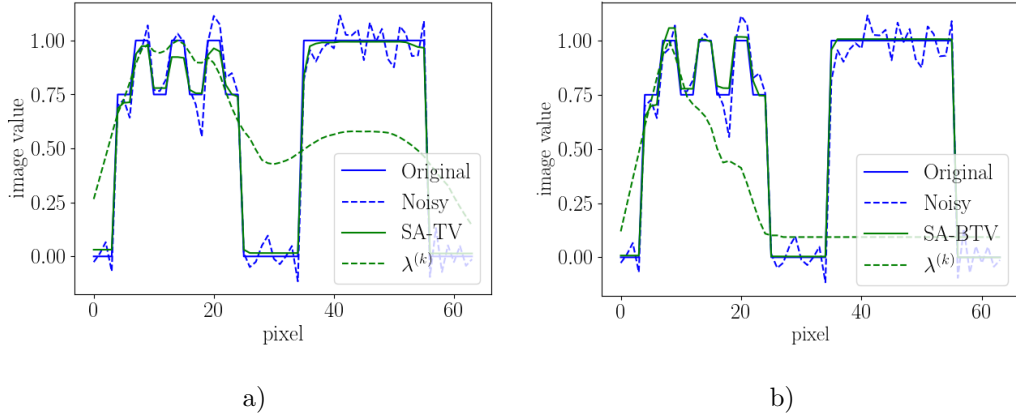 1.00
0.75
0.50
0.25
0.00
image value
Original
Noisy
SA-TV
λ^(k)
0 20 40 60
pixel
a)
1.00
0.75
0.50
0.25
0.00
image value
Original
Noisy
SA-BTV
λ^(k)
0 20 40 60
pixel
b)